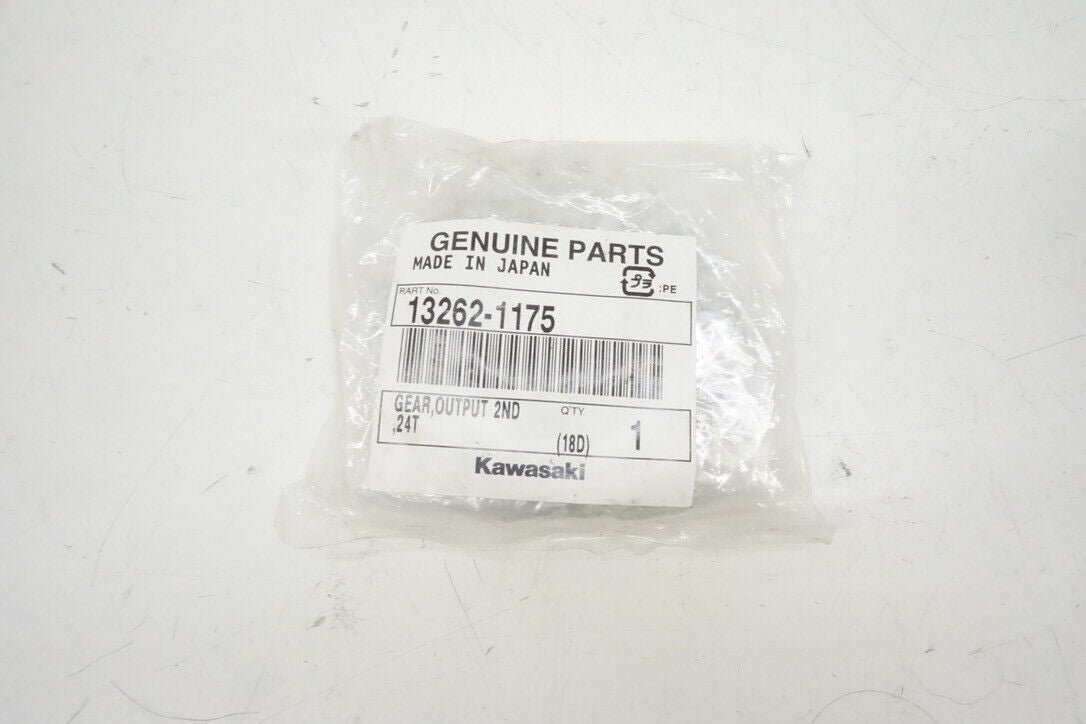 GENUINE PARTS
MADE IN JAPAN
プラ :PE
PART No.
13262-1175
GEAR,OUTPUT 2ND
,24T
Q'TY
(18D) 1
Kawasaki